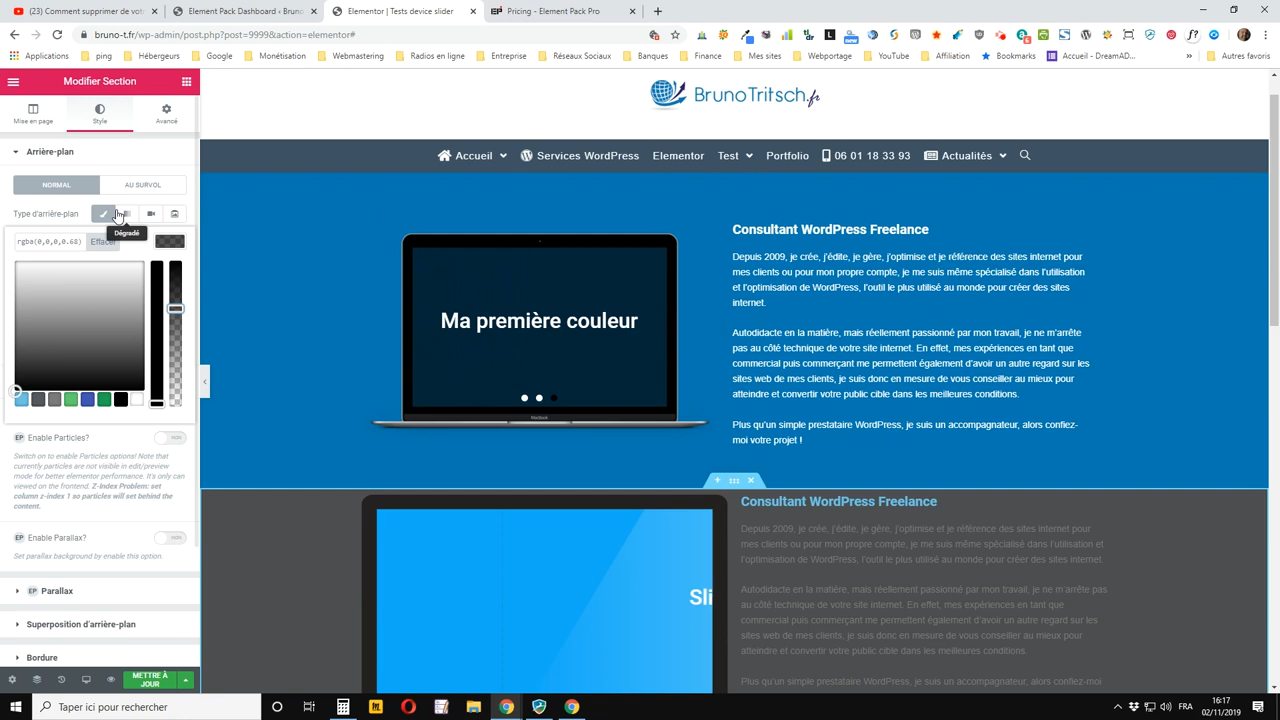 (23) Comment supprimer de vot
Element Pack Dashboard ‹ Bruno
Elementor | Tests device slider
Pricing - Element Pack Pro
bruno-t.fr/wp-admin/post.php?post=9999&action=elementor#
Applications
ping
Hébergeurs
Google
Monétisation
Webmastering
Radios en ligne
Entreprise
Réseaux Sociaux
Banques
Finance
Mes sites
Webportage
YouTube
Affiliation
Bookmarks
Accueil - DreamAD...
»
Autres favoris
Modifier Section
BrunoTritsch.fr
Mise en page
Style
Avancé
Accueil
Services WordPress
Elementor
Test
Portfolio
06 01 18 33 93
Actualités
Arrière-plan
NORMAL
AU SURVOL
Type d'arrière-plan
Dégradé
rgba(0,0,0,0.68)
Effacer
Consultant WordPress Freelance
Depuis 2009, je crée, j'édite, je gère, j'optimise et je référence des sites internet pour
mes clients ou pour mon propre compte, je me suis même spécialisé dans l'utilisation
et l'optimisation de WordPress, l'outil le plus utilisé au monde pour créer des sites
internet.
Autodidacte en la matière, mais réellement passionné par mon travail, je ne m'arrête
pas au côté technique de votre site internet. En effet, mes expériences en tant que
commercial puis commerçant me permettent également d'avoir un autre regard sur les
sites web de mes clients, je suis donc en mesure de vous conseiller au mieux pour
atteindre et convertir votre public cible dans les meilleures conditions.
Plus qu'un simple prestataire WordPress, je suis un accompagnateur, alors confiez-
moi votre projet !
Ma première couleur
MacBook
EP Enable Particles?
NON
Switch on to enable Particles options! Note that
currently particles are not visible in edit/preview
mode for better elementor performance. It's only can
viewed on the frontend. Z-Index Problem: set
column z-index 1 so particles will set behind the
content.
EP Enable Parallax?
NON
Set parallax background by enable this option.
EP Parallax
Superposition d'arrière-plan
Bordure
METTRE À
JOUR
Consultant WordPress Freelance
Depuis 2009, je crée, j'édite, je gère, j'optimise et je référence des sites internet pour
mes clients ou pour mon propre compte, je me suis même spécialisé dans l'utilisation et
l'optimisation de WordPress, l'outil le plus utilisé au monde pour créer des sites internet.
Autodidacte en la matière, mais réellement passionné par mon travail, je ne m'arrête pas
au côté technique de votre site internet. En effet, mes expériences en tant que
commercial puis commerçant me permettent également d'avoir un autre regard sur les
sites web de mes clients, je suis donc en mesure de vous conseiller au mieux pour
atteindre et convertir votre public cible dans les meilleures conditions.
Plus qu'un simple prestataire WordPress, je suis un accompagnateur, alors confiez-moi
Sli
Taper ici pour rechercher
FRA
16:17
02/11/2019